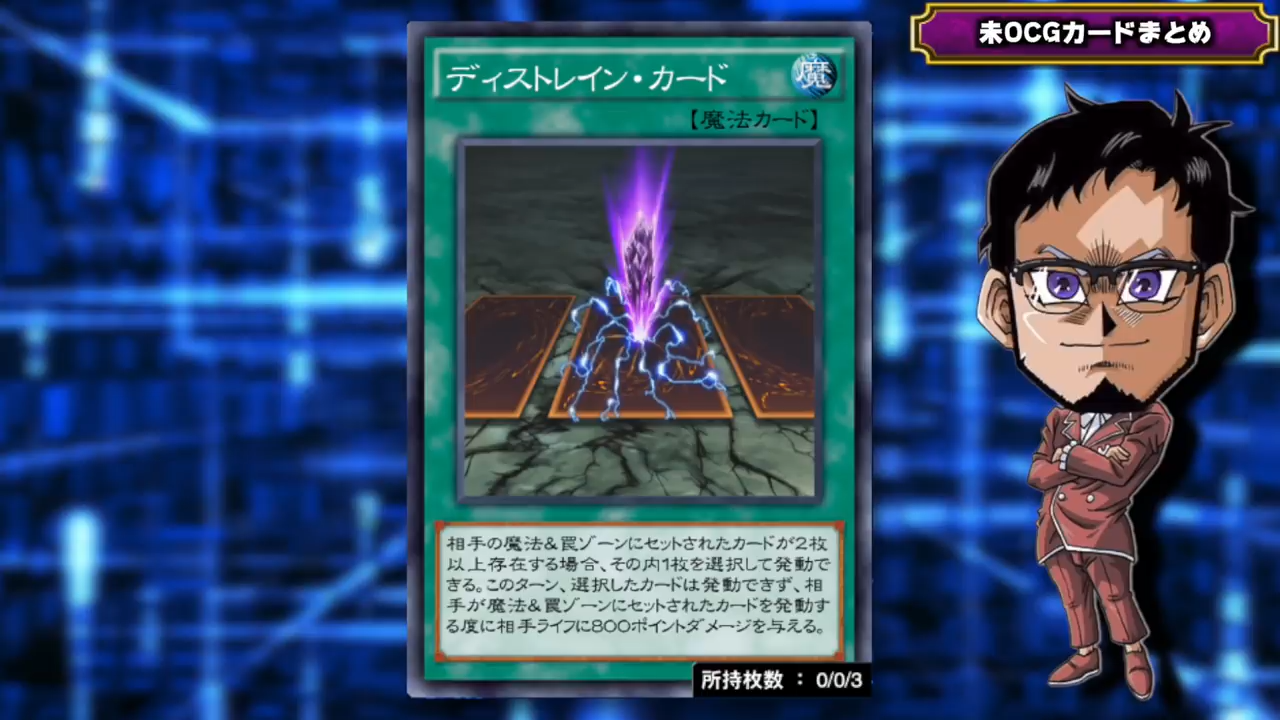 未OCGカードまとめ
ディストレイン・カード
魔
【魔法カード】
相手の魔法&罠ゾーンにセットされたカードが2枚
以上存在する場合、その内1枚を選択して発動で
きる。このターン、選択したカードは発動できず、相
手が魔法&罠ゾーンにセットされたカードを発動す
る度に相手ライフに800ポイントダメージを与える。
所持枚数 : 0/0/3